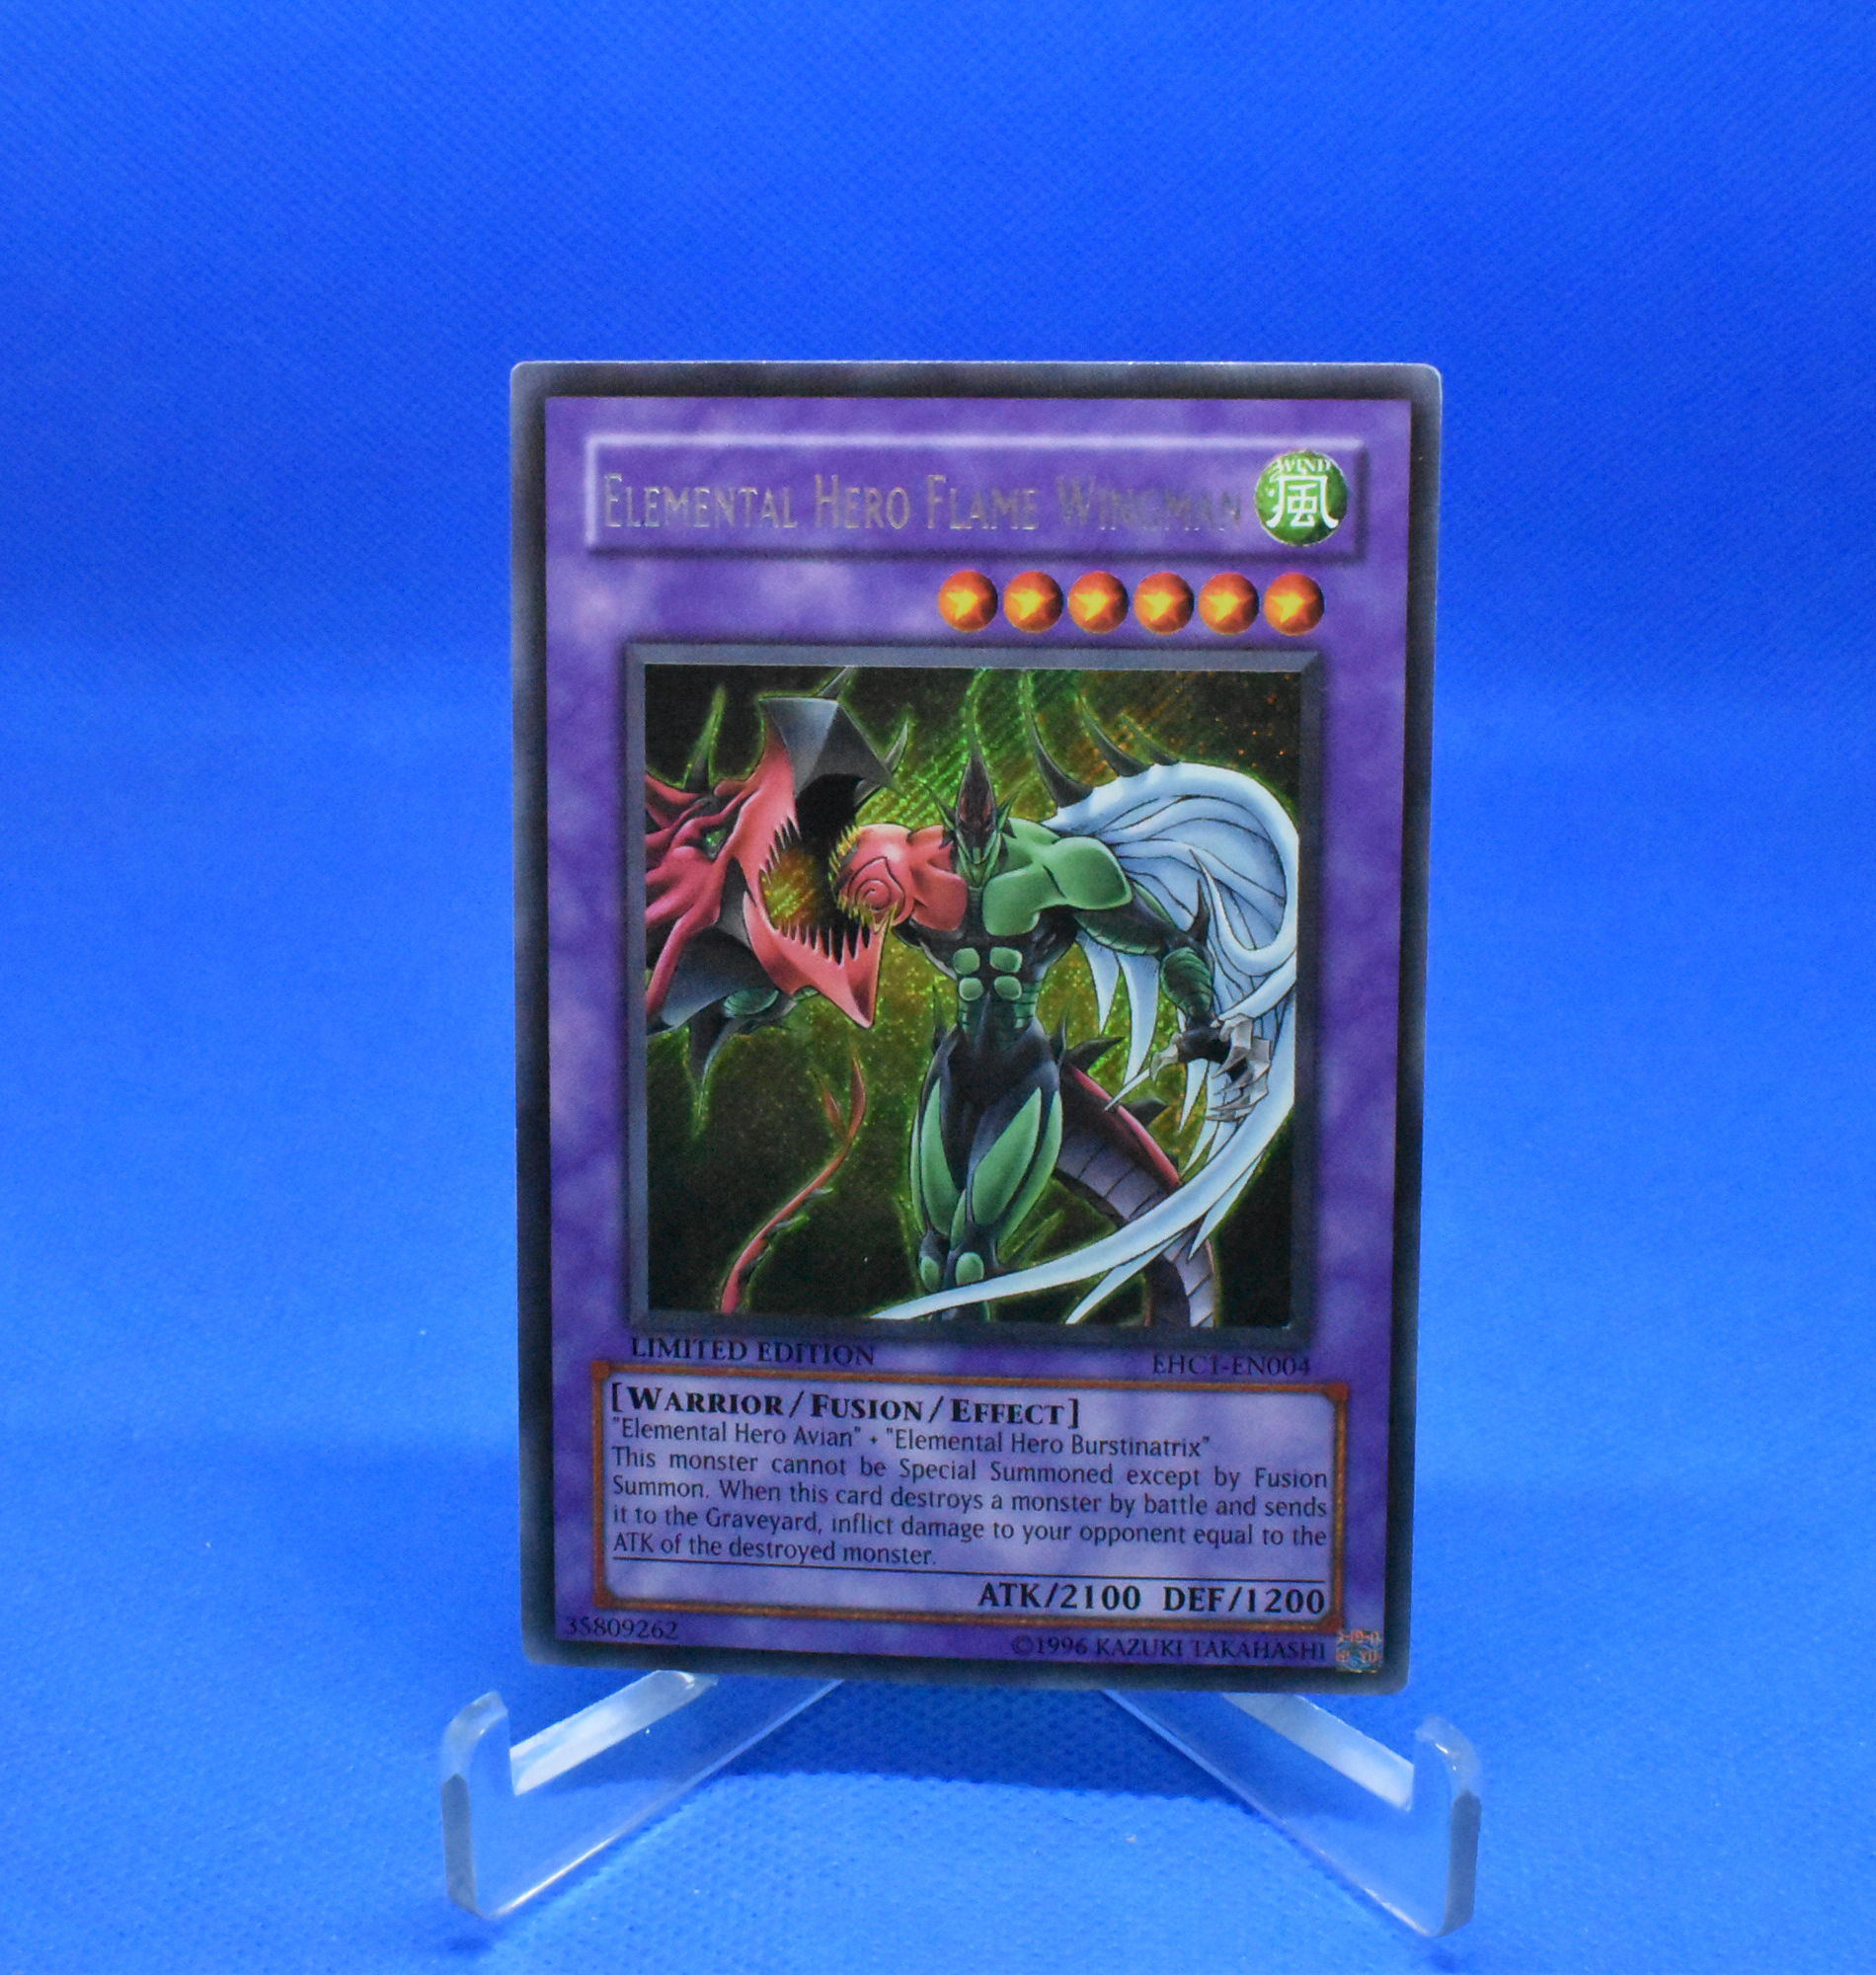 ELEMENTAL HERO FLAME WINGMAN
WIND
風
LIMITED EDITION
EHC1-EN004
[WARRIOR/FUSION/EFFECT]
"Elemental Hero Avian" + "Elemental Hero Burstinatrix"
This monster cannot be Special Summoned except by Fusion
Summon. When this card destroys a monster by battle and sends
it to the Graveyard, inflict damage to your opponent equal to the
ATK of the destroyed monster.
ATK/2100 DEF/1200
35809262
©1996 KAZUKI TAKAHASHI